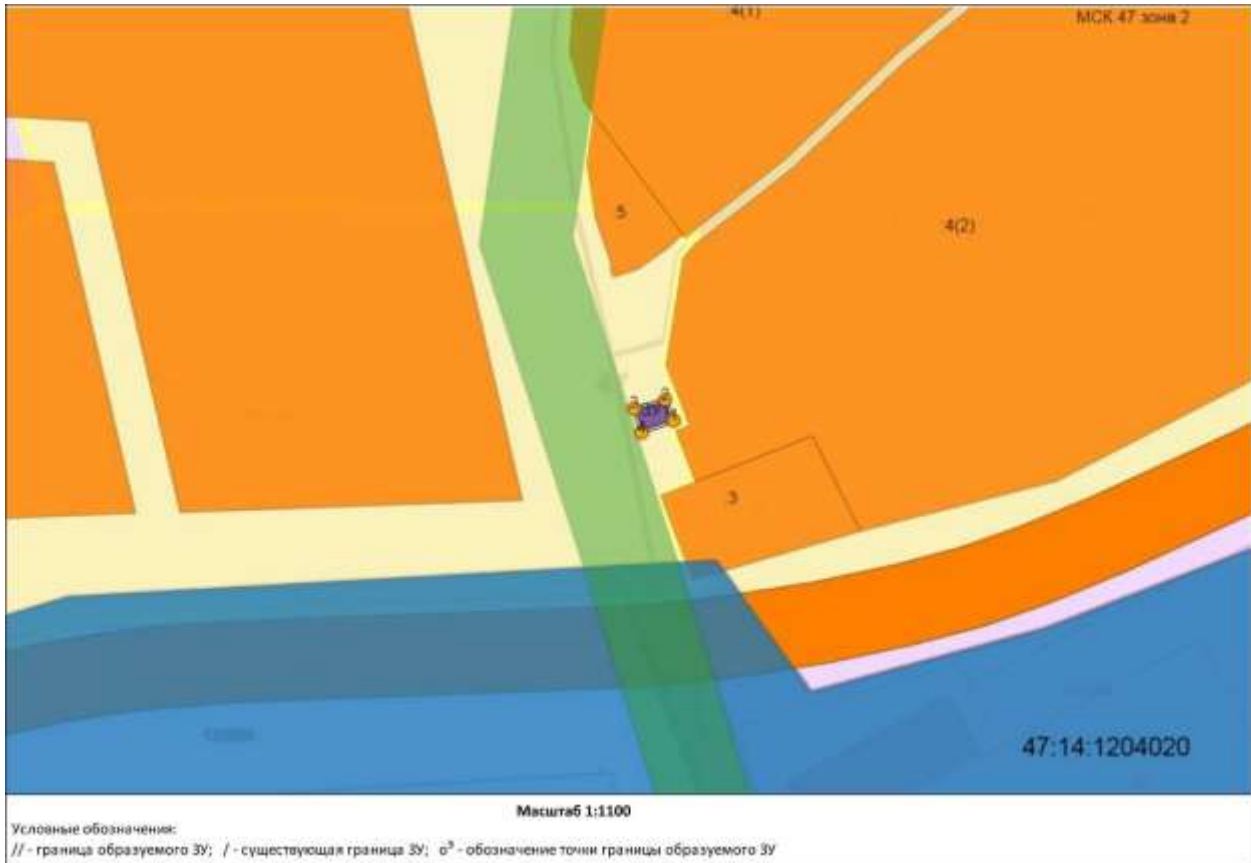 4(1)
МСК 47 зона 2
5
4(2)
3
47:14:1204020
Масштаб 1:1100
Условные обозначения:
// - граница образуемого ЗУ; / - существующая граница ЗУ; о³ - обозначение точки границы образуемого ЗУ